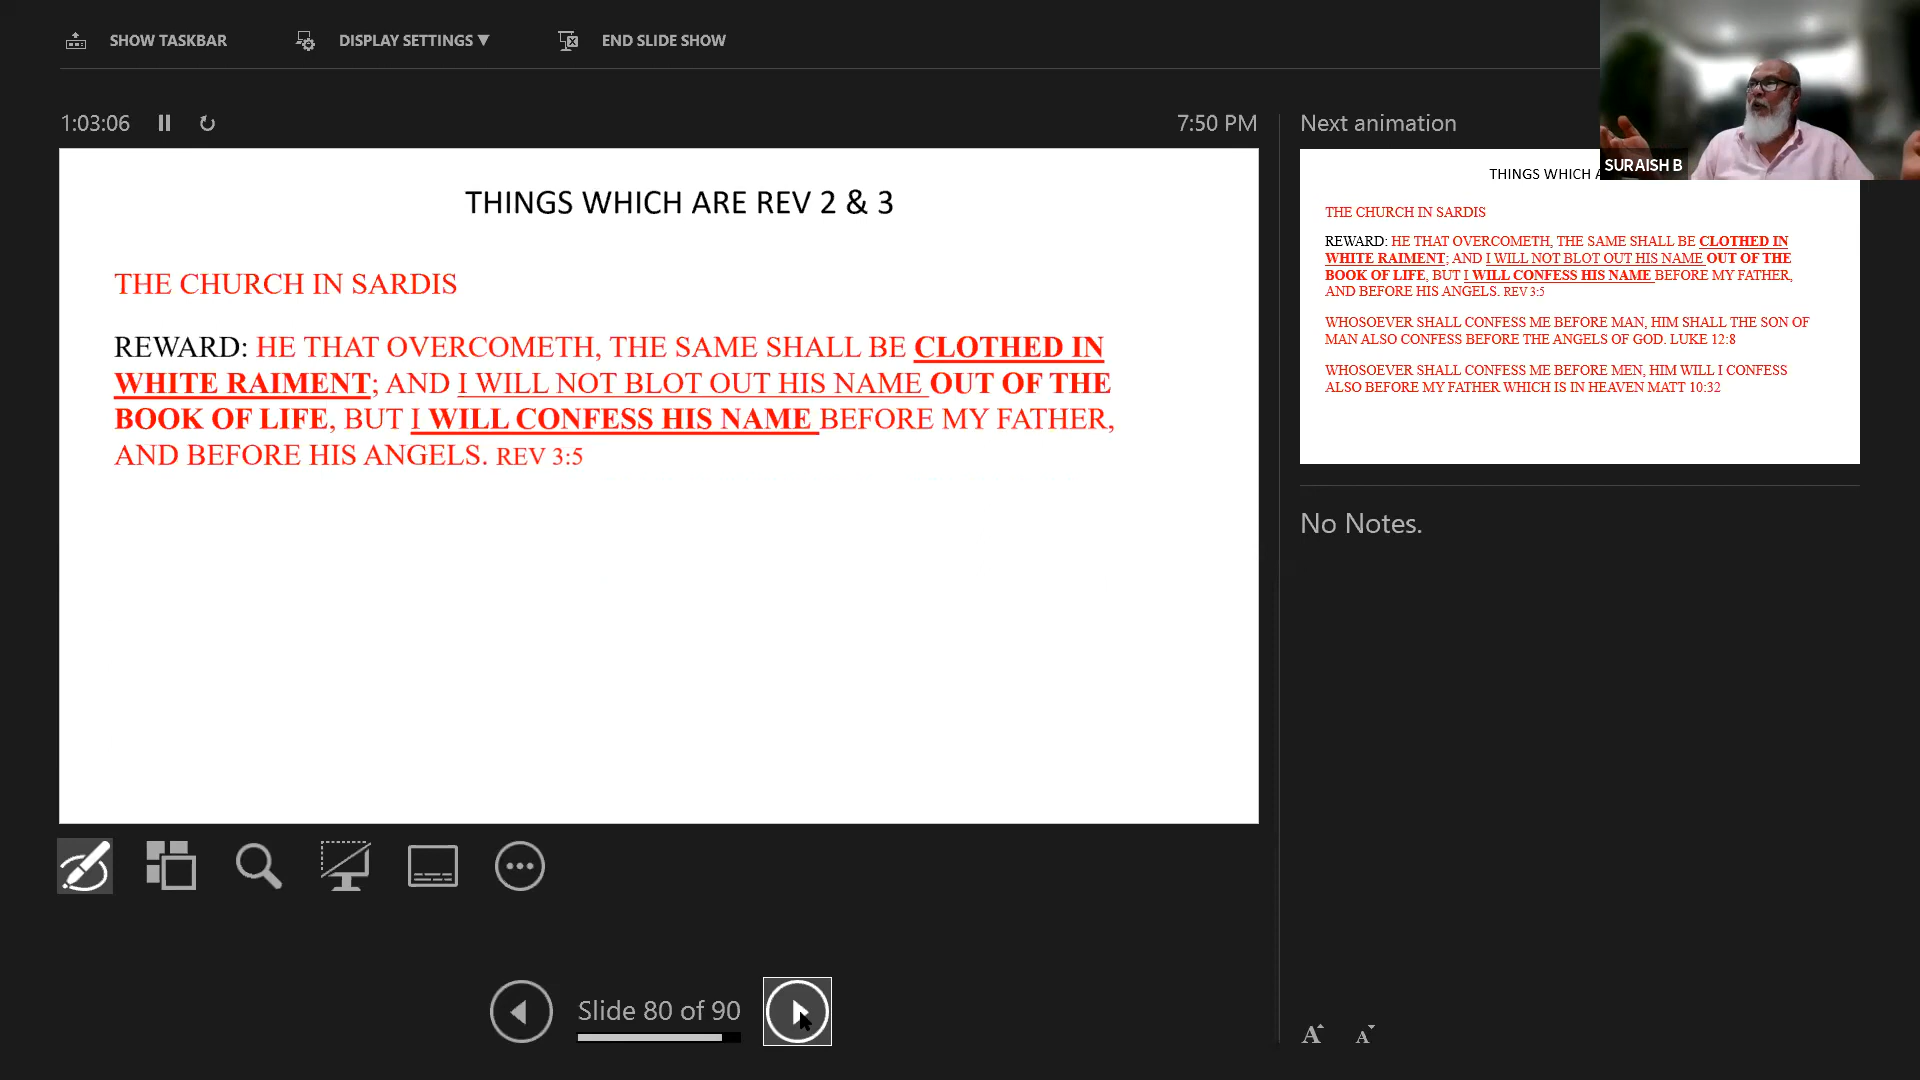 SHOW TASKBAR
DISPLAY SETTINGS ▼
END SLIDE SHOW
1:03:06
7:50 PM
Next animation
SURAISH B
THINGS WHICH ARE REV 2 & 3
THE CHURCH IN SARDIS
REWARD: HE THAT OVERCOMETH, THE SAME SHALL BE CLOTHED IN
WHITE RAIMENT; AND I WILL NOT BLOT OUT HIS NAME OUT OF THE
BOOK OF LIFE, BUT I WILL CONFESS HIS NAME BEFORE MY FATHER,
AND BEFORE HIS ANGELS. REV 3:5
THINGS WHICH
THE CHURCH IN SARDIS
REWARD: HE THAT OVERCOMETH, THE SAME SHALL BE CLOTHED IN
WHITE RAIMENT; AND I WILL NOT BLOT OUT HIS NAME OUT OF THE
BOOK OF LIFE, BUT I WILL CONFESS HIS NAME BEFORE MY FATHER,
AND BEFORE HIS ANGELS. REV 3:5
WHOSOEVER SHALL CONFESS ME BEFORE MAN, HIM SHALL THE SON OF
MAN ALSO CONFESS BEFORE THE ANGELS OF GOD. LUKE 12:8
WHOSOEVER SHALL CONFESS ME BEFORE MEN, HIM WILL I CONFESS
ALSO BEFORE MY FATHER WHICH IS IN HEAVEN MATT 10:32
No Notes.
Slide 80 of 90
A A